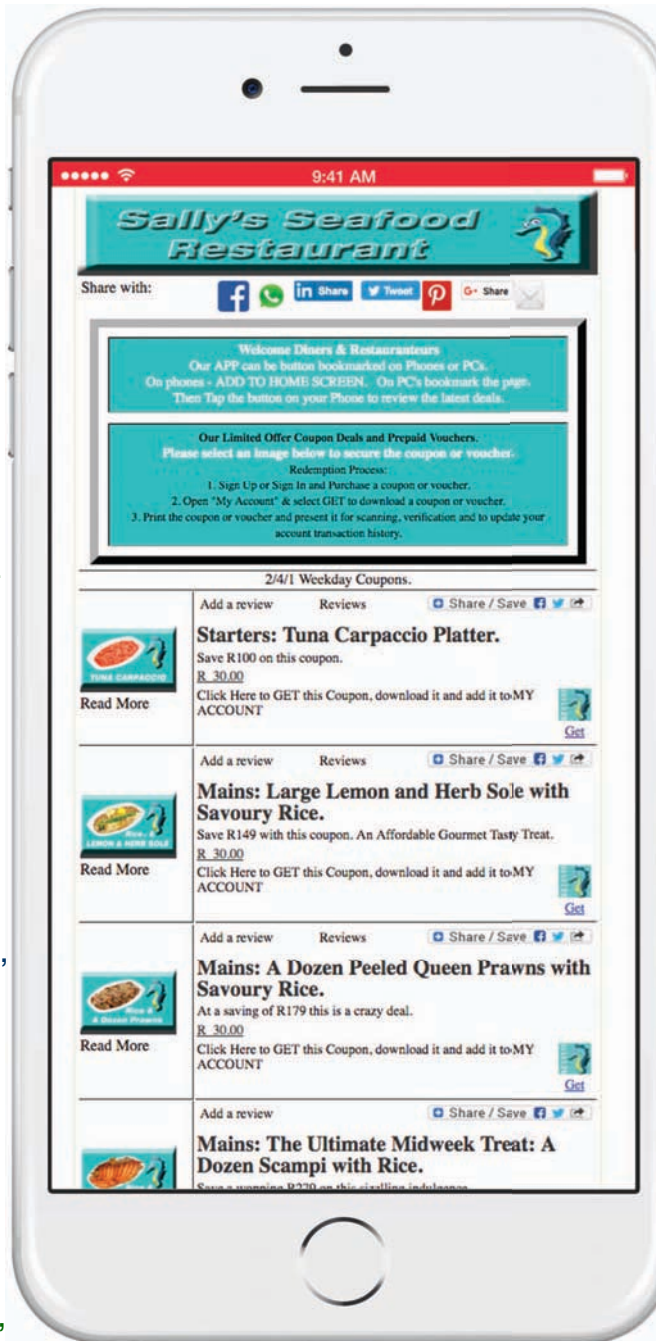 9:41 AM
Sally's Seafood
Restaurant
Share with:
in Share
Tweet
G+ Share
Welcome Diners & Restauranteurs
Our APP can be button bookmarked on Phones or PCs.
On phones - ADD TO HOME SCREEN. On PC's bookmark the page.
Then Tap the button on your Phone to review the latest deals.
Our Limited Offer Coupon Deals and Prepaid Vouchers.
Please select an image below to secure the coupon or voucher.
Redemption Process:
1. Sign Up or Sign In and Purchase a coupon or voucher.
2. Open "My Account" & select GET to download a coupon or voucher.
3. Print the coupon or voucher and present it for scanning, verification and to update your
account transaction history.
2/4/1 Weekday Coupons.
Add a review Reviews Share / Save
Starters: Tuna Carpaccio Platter.
Save R100 on this coupon.
R 30.00
TUNA CARPACCIO
Read More
Click Here to GET this Coupon, download it and add it to MY
ACCOUNT
Get
Add a review Reviews Share / Save
Mains: Large Lemon and Herb Sole with
Savoury Rice.
Save R149 with this coupon. An Affordable Gourmet Tasty Treat.
Rice &
LEMON & HERB SOLE
R 30.00
Read More
Click Here to GET this Coupon, download it and add it to MY
ACCOUNT
Get
Add a review Reviews Share / Save
Mains: A Dozen Peeled Queen Prawns with
Savoury Rice.
At a saving of R179 this is a crazy deal.
Rice &
A Dozen Prawns
R 30.00
Read More
Click Here to GET this Coupon, download it and add it to MY
ACCOUNT
Get
Add a review Share / Save
Mains: The Ultimate Midweek Treat: A
Dozen Scampi with Rice.